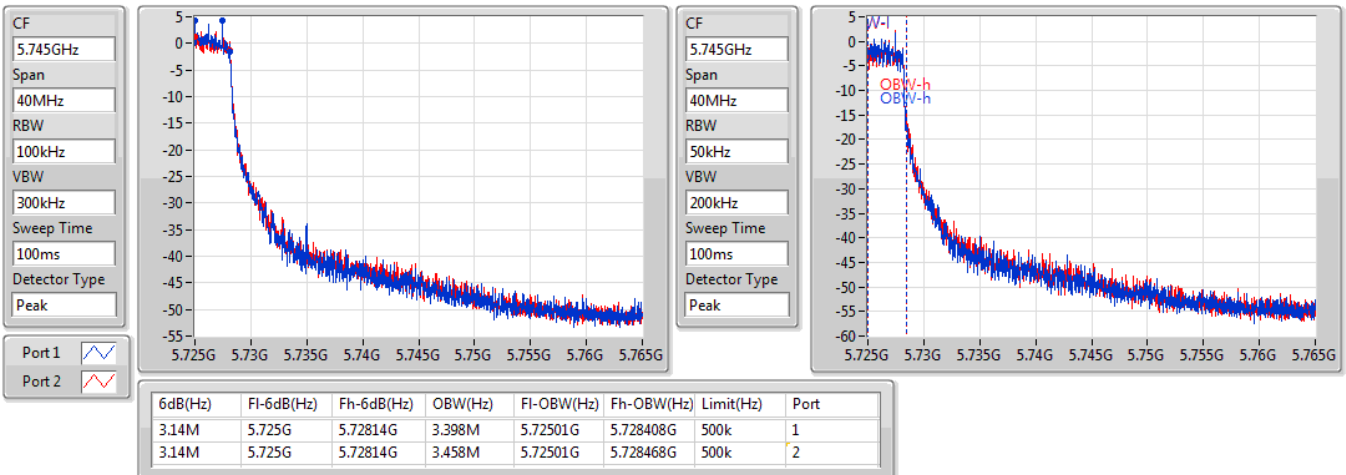 CF
5.745GHz
Span
40MHz
RBW
100kHz
VBW
300kHz
Sweep Time
100ms
Detector Type
Peak
Port 1
Port 2
5
0
-5
-10
-15
-20
-25
-30
-35
-40
-45
-50
-55
5.725G 5.73G 5.735G 5.74G 5.745G 5.75G 5.755G 5.76G 5.765G
CF
5.745GHz
Span
40MHz
RBW
50kHz
VBW
200kHz
Sweep Time
100ms
Detector Type
Peak
5
0
-5
-10
-15
-20
-25
-30
-35
-40
-45
-50
-55
-60
W-l
OBW-h
OBW-h
5.725G 5.73G 5.735G 5.74G 5.745G 5.75G 5.755G 5.76G 5.765G
6dB(Hz) Fl-6dB(Hz) Fh-6dB(Hz) OBW(Hz) Fl-OBW(Hz) Fh-OBW(Hz) Limit(Hz) Port
3.14M 5.725G 5.72814G 3.398M 5.72501G 5.728408G 500k 1
3.14M 5.725G 5.72814G 3.458M 5.72501G 5.728468G 500k 2